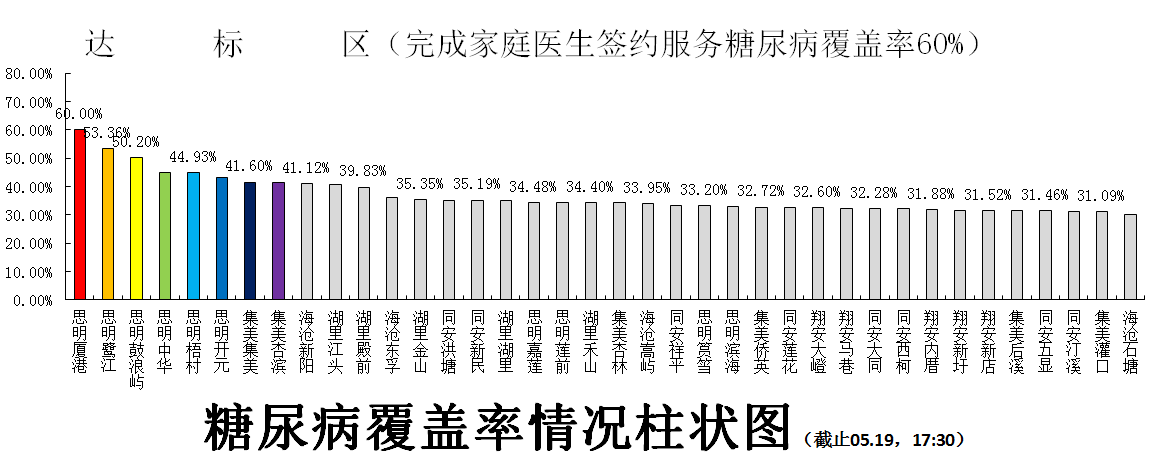 达 标 区（完成家庭医生签约服务糖尿病覆盖率60%）
80.00%
70.00%
60.00%
50.00%
40.00%
30.00%
20.00%
10.00%
0.00%
60.00%
53.36%
50.20%
44.93%
41.60%
41.12%
39.83%
35.35%
35.19%
34.48%
34.40%
33.95%
33.20%
32.72%
32.60%
32.28%
31.88%
31.52%
31.46%
31.09%
思明厦港
思明鹭江
思明鼓浪屿
思明中华
思明梧村
思明开元
集美集美
集美杏滨
海沧新阳
湖里江头
湖里殿前
海沧东孚
湖里金山
同安洪塘
同安新民
湖里湖里
思明嘉莲
思明莲前
湖里禾山
集美杏林
海沧嵩屿
同安祥平
思明筼筜
思明滨海
集美侨英
同安莲花
翔安大嶝
翔安马巷
同安大同
同安西柯
翔安内厝
翔安新圩
翔安新店
集美后溪
同安五显
同安汀溪
集美灌口
海沧石塘
糖尿病覆盖率情况柱状图（截止05.19，17:30）